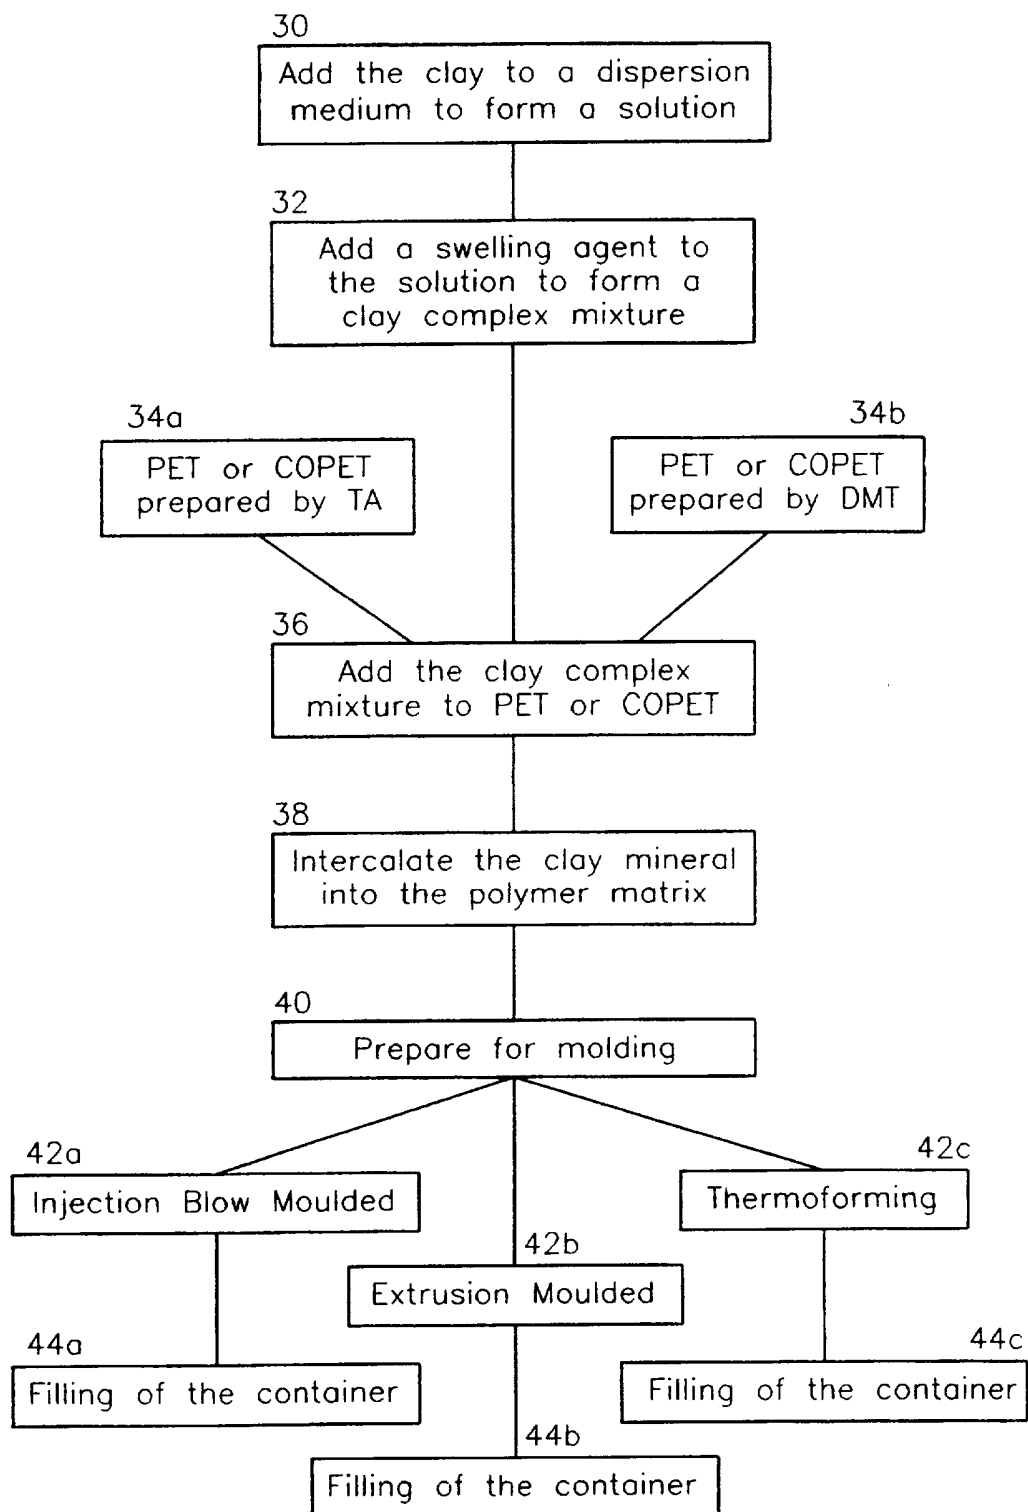 30
Add the clay to a dispersion
medium to form a solution
32
Add a swelling agent to
the solution to form a
clay complex mixture
34a
PET or COPET
prepared by TA
34b
PET or COPET
prepared by DMT
36
Add the clay complex
mixture to PET or COPET
38
Intercalate the clay mineral
into the polymer matrix
40
Prepare for molding
42a
Injection Blow Moulded
42c
Thermoforming
42b
Extrusion Moulded
44a
Filling of the container
44c
Filling of the container
44b
Filling of the container